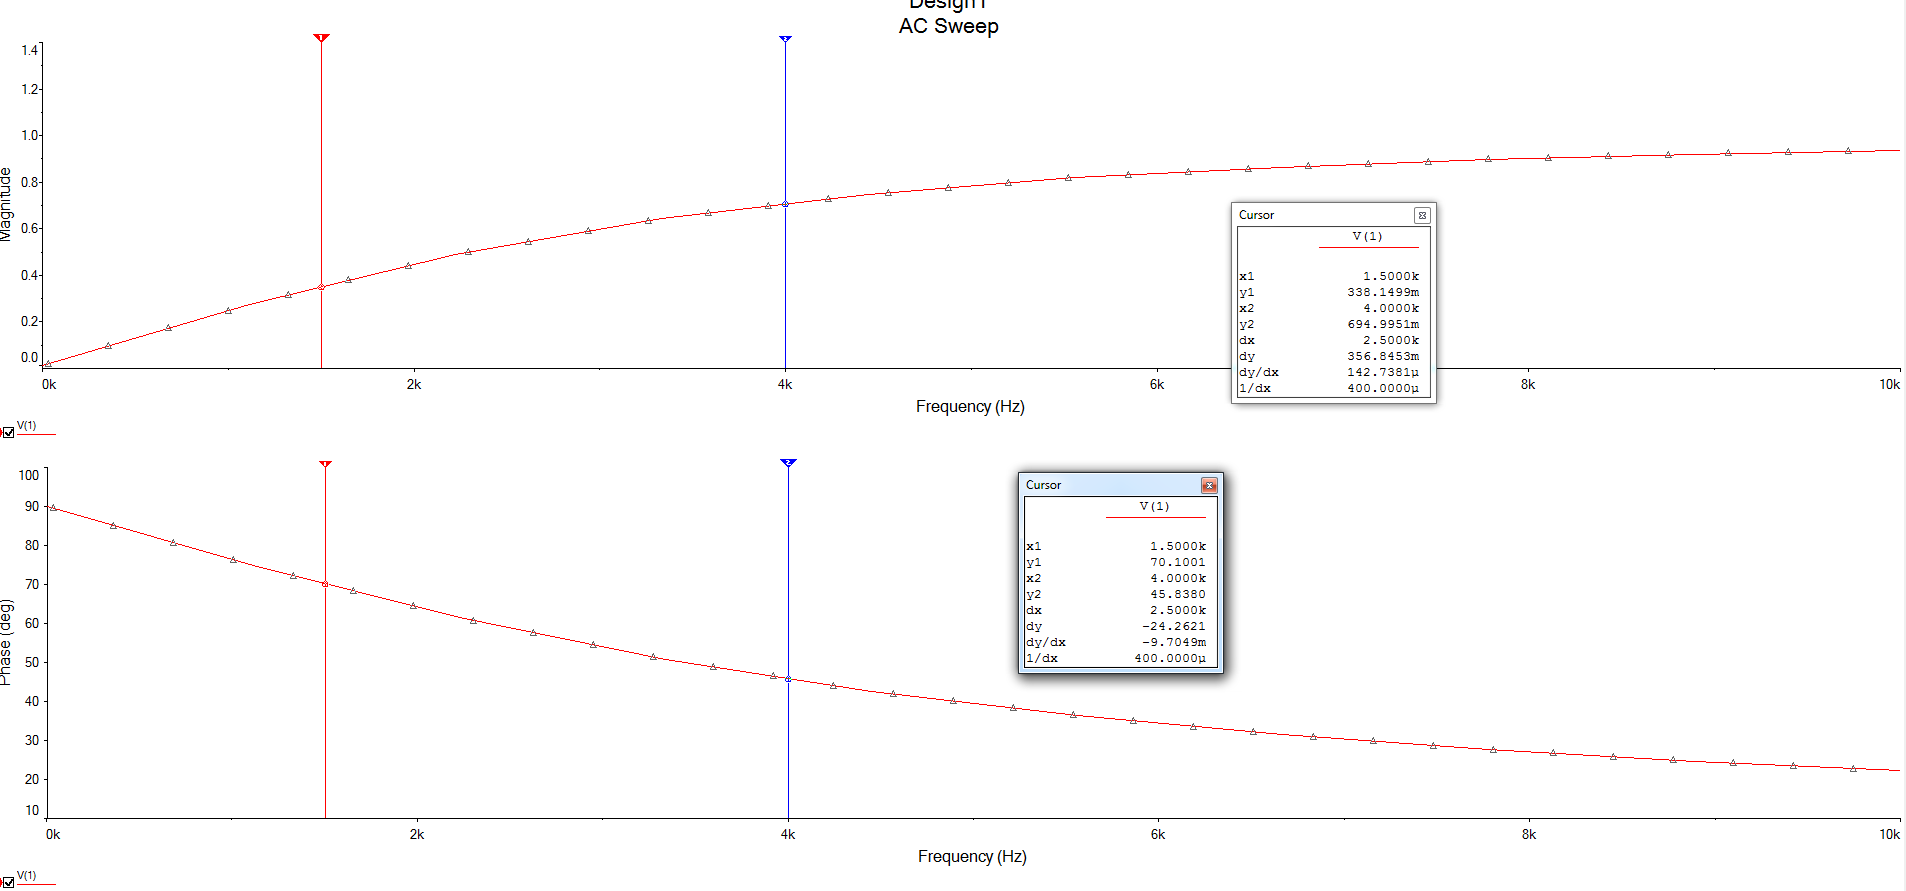 Design1
AC Sweep
1.4
1.2
1.0
0.8
0.6
0.4
0.2
0.0
Magnitude
0k
2k
4k
6k
8k
10k
Frequency (Hz)
1
Cursor
V(1)
x1 1.5000k
y1 338.1499m
x2 4.0000k
y2 694.9951m
dx 2.5000k
dy 356.8453m
dy/dx 142.7381µ
1/dx 400.0000µ
V(1)
100
90
80
70
60
50
40
30
20
10
Phase (deg)
0k
2k
4k
6k
8k
10k
Frequency (Hz)
2
Cursor
V(1)
x1 1.5000k
y1 70.1001
x2 4.0000k
y2 45.8380
dx 2.5000k
dy -24.2621
dy/dx -9.7049m
1/dx 400.0000µ
V(1)